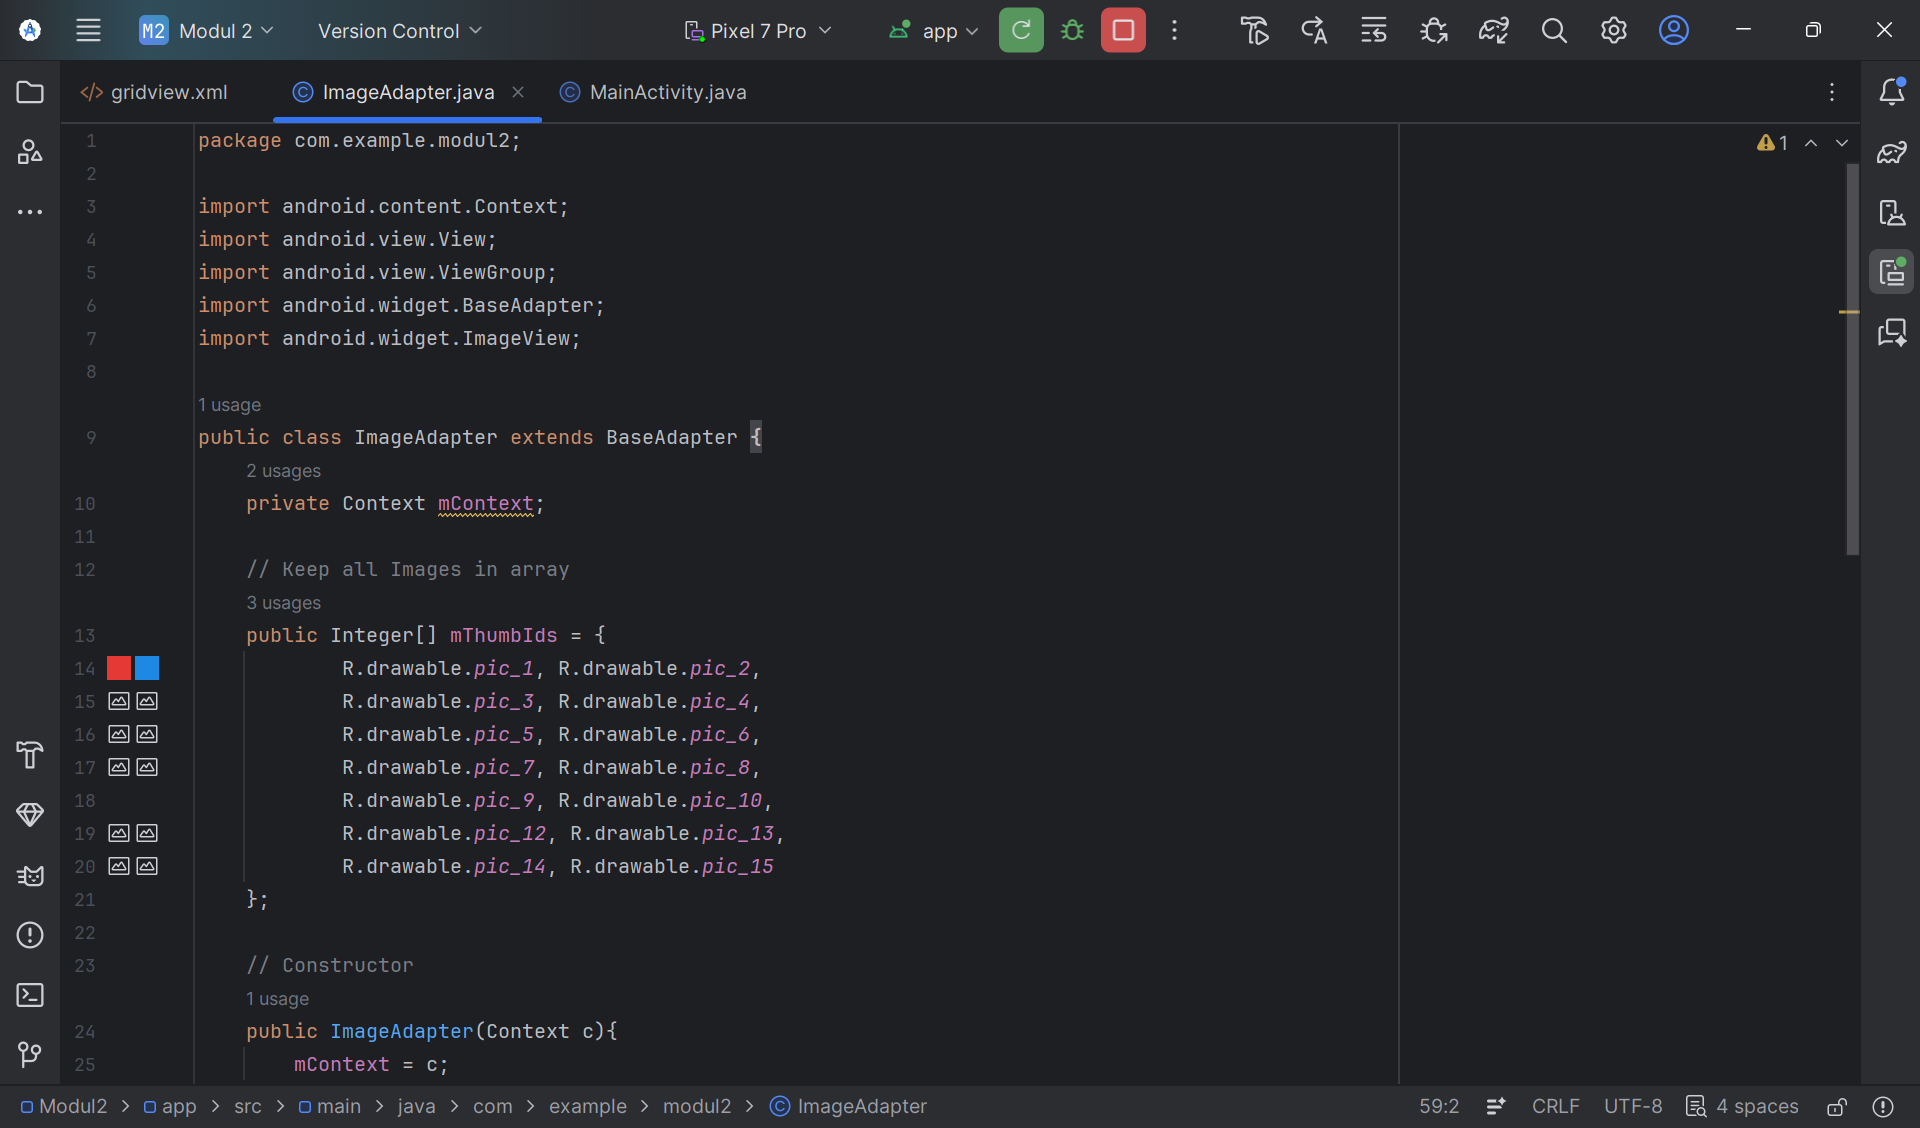 M2 Modul 2 Version Control Pixel 7 Pro app
gridview.xml ImageAdapter.java MainActivity.java
1 package com.example.modul2; 1
2
3 import android.content.Context;
4 import android.view.View;
5 import android.view.ViewGroup;
6 import android.widget.BaseAdapter;
7 import android.widget.ImageView;
8
1 usage
9 public class ImageAdapter extends BaseAdapter {
2 usages
10 private Context mContext;
11
12 // Keep all Images in array
3 usages
13 public Integer[] mThumbIds = {
14 R.drawable.pic_1, R.drawable.pic_2,
15 R.drawable.pic_3, R.drawable.pic_4,
16 R.drawable.pic_5, R.drawable.pic_6,
17 R.drawable.pic_7, R.drawable.pic_8,
18 R.drawable.pic_9, R.drawable.pic_10,
19 R.drawable.pic_12, R.drawable.pic_13,
20 R.drawable.pic_14, R.drawable.pic_15
21 };
22
23 // Constructor
1 usage
24 public ImageAdapter(Context c){
25 mContext = c;
Modul2 > app > src > main > java > com > example > modul2 > ImageAdapter 59:2 CRLF UTF-8 4 spaces